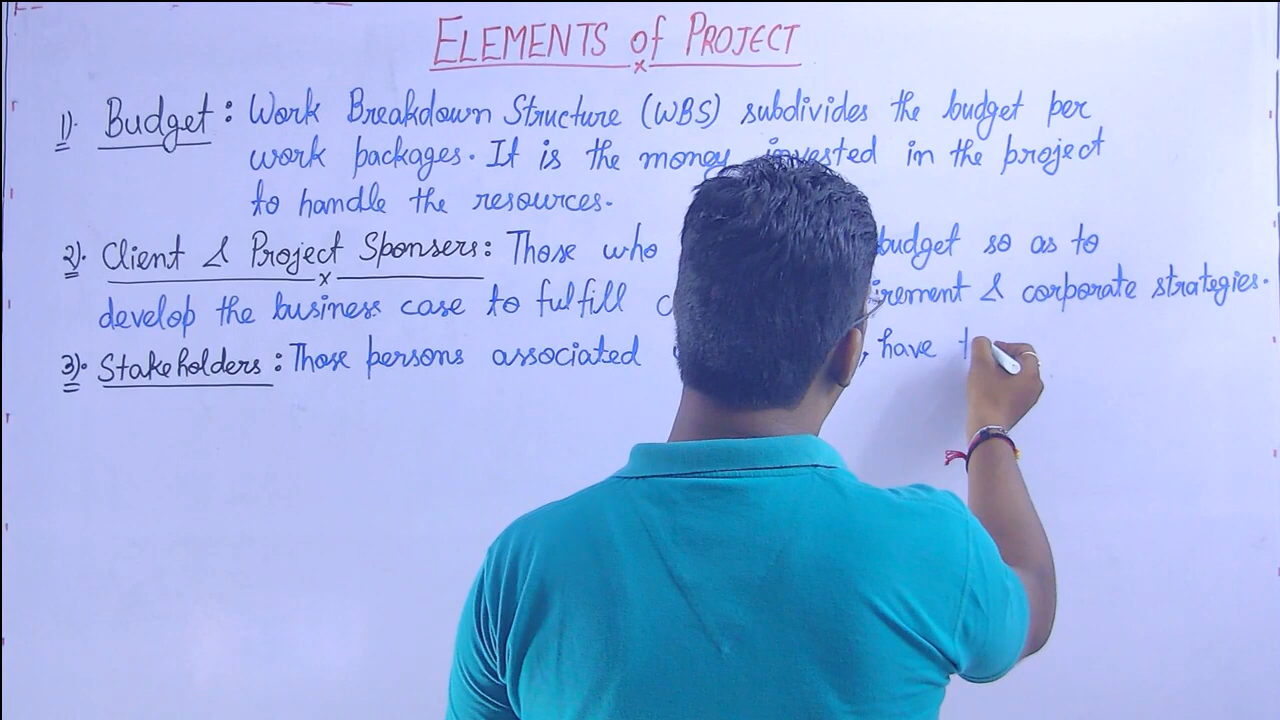 ELEMENTS of PROJECT
1). Budget: Work Breakdown Structure (WBS) subdivides the budget per
work packages. It is the money invested in the project
to handle the resources.
2). Client & Project Sponsers: Those who budget so as to
develop the business case to fulfill & corporate strategies.
3). Stakeholders: Those persons associated , have